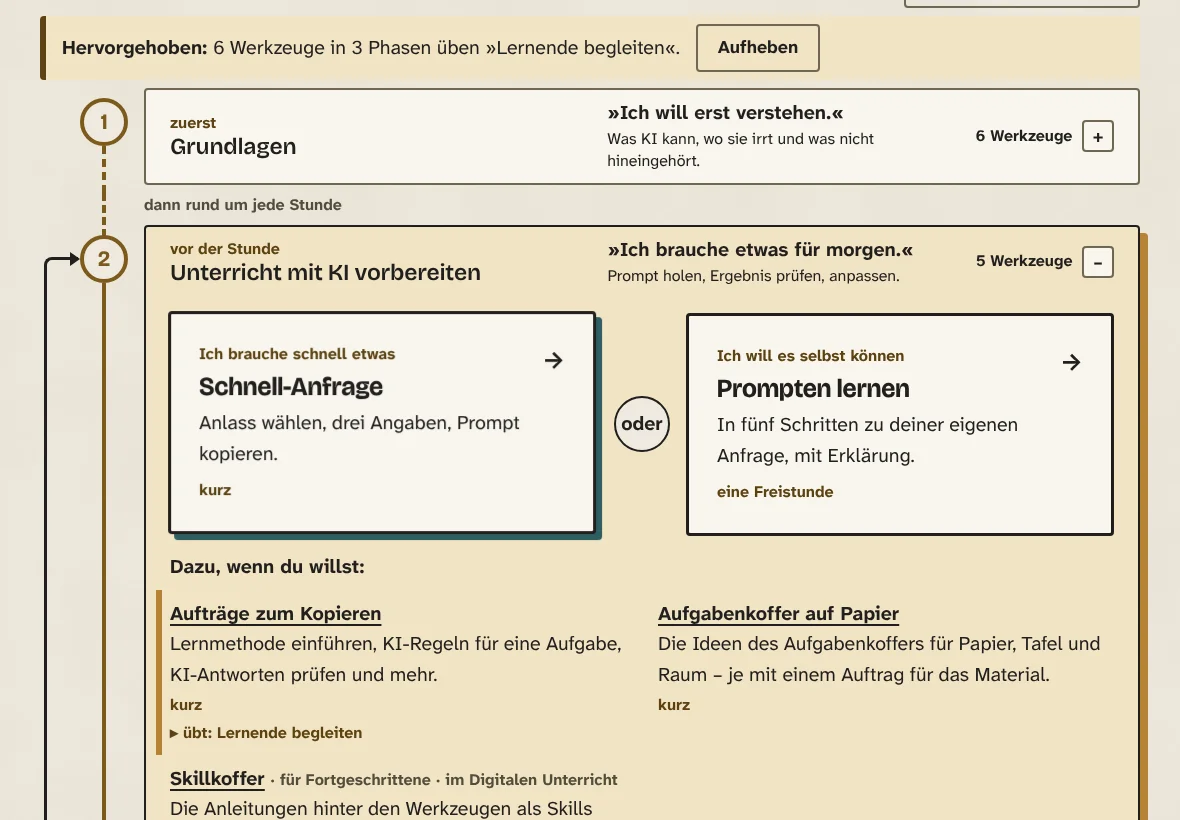 Hervorgehoben: 6 Werkzeuge in 3 Phasen üben »Lernende begleiten«.
Aufheben
1
zuerst
Grundlagen
»Ich will erst verstehen.«
Was KI kann, wo sie irrt und was nicht
hineingehört.
6 Werkzeuge
+
dann rund um jede Stunde
2
vor der Stunde
Unterricht mit KI vorbereiten
»Ich brauche etwas für morgen.«
Prompt holen, Ergebnis prüfen, anpassen.
5 Werkzeuge
–
Ich brauche schnell etwas
→
Schnell-Anfrage
Anlass wählen, drei Angaben, Prompt
kopieren.
kurz
oder
Ich will es selbst können
→
Prompten lernen
In fünf Schritten zu deiner eigenen
Anfrage, mit Erklärung.
eine Freistunde
Dazu, wenn du willst:
Aufträge zum Kopieren
Lernmethode einführen, KI-Regeln für eine Aufgabe,
KI-Antworten prüfen und mehr.
kurz
▸ übt: Lernende begleiten
Aufgabenkoffer auf Papier
Die Ideen des Aufgabenkoffers für Papier, Tafel und
Raum – je mit einem Auftrag für das Material.
kurz
Skillkoffer · für Fortgeschrittene · im Digitalen Unterricht
Die Anleitungen hinter den Werkzeugen als Skills